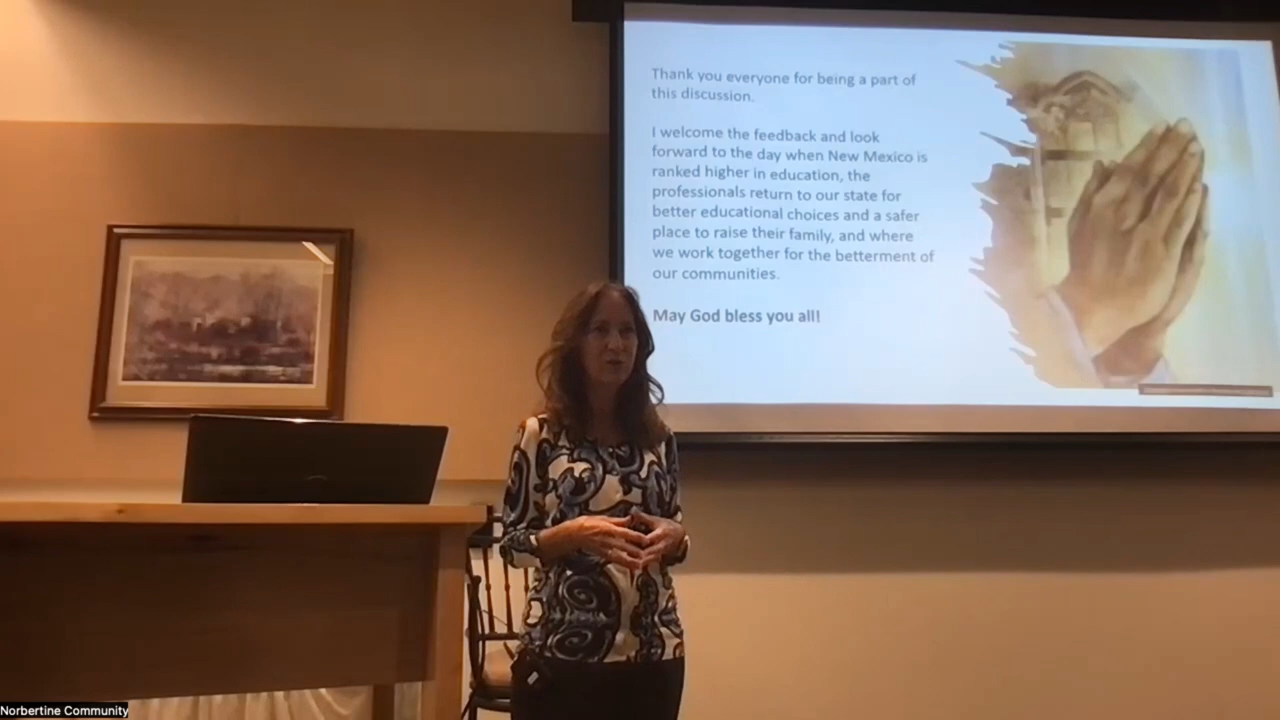 Thank you everyone for being a part of
this discussion.
I welcome the feedback and look
forward to the day when New Mexico is
ranked higher in education, the
professionals return to our state for
better educational choices and a safer
place to raise their family, and where
we work together for the betterment of
our communities.
May God bless you all!
Norbertine Community